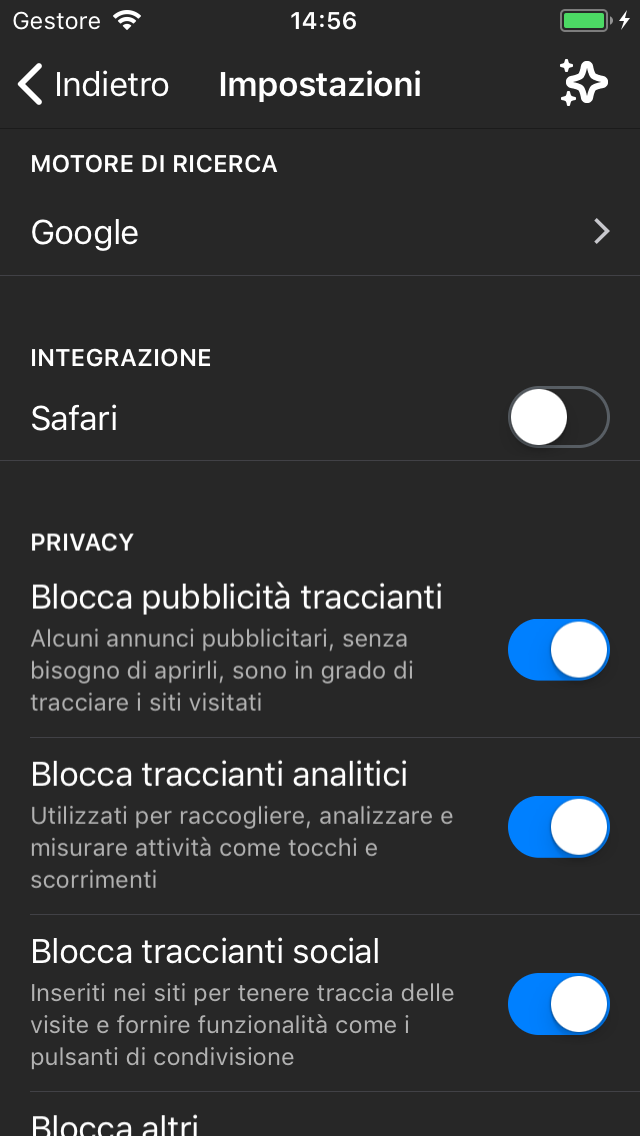 Gestore 14:56
Indietro Impostazioni
MOTORE DI RICERCA
Google
INTEGRAZIONE
Safari
PRIVACY
Blocca pubblicità traccianti
Alcuni annunci pubblicitari, senza
bisogno di aprirli, sono in grado di
tracciare i siti visitati
Blocca traccianti analitici
Utilizzati per raccogliere, analizzare e
misurare attività come tocchi e
scorrimenti
Blocca traccianti social
Inseriti nei siti per tenere traccia delle
visite e fornire funzionalità come i
pulsanti di condivisione
Blocca altri